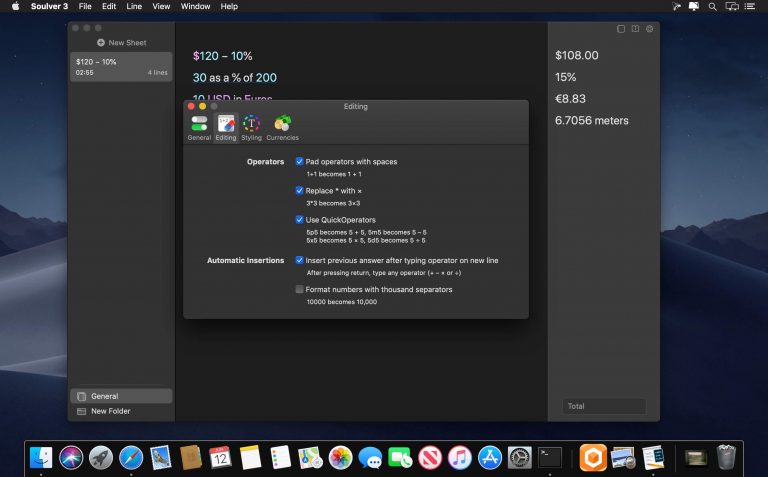 Soulver 3 File Edit Line View Window Help
New Sheet
$120 – 10%
02:55 4 lines
$120 – 10%
$108.00
30 as a % of 200
15%
10 USD in Euros
€8.83
6.7056 meters
Editing
General Editing Styling Currencies
Operators
Pad operators with spaces
1+1 becomes 1 + 1
Replace * with ×
3*3 becomes 3×3
Use QuickOperators
5p5 becomes 5 + 5, 5m5 becomes 5 – 5
5x5 becomes 5 × 5, 5d5 becomes 5 ÷ 5
Automatic Insertions
Insert previous answer after typing operator on new line
After pressing return, type any operator (+ – × or ÷)
Format numbers with thousand separators
10000 becomes 10,000
General
New Folder
Total
JUN
12